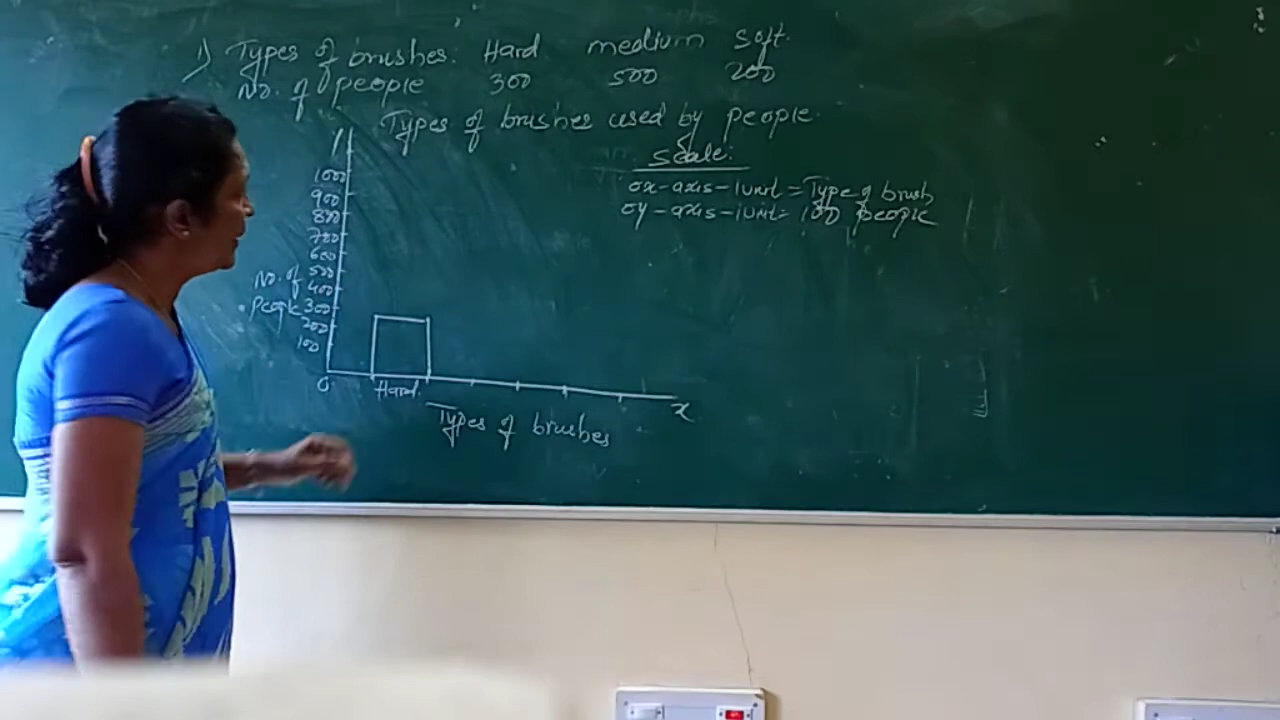 1) Types of brushes: Hard medium soft.
No. of people 300 500 200
Types of brushes used by people.
Scale:
ox-axis-1unit = Type of brush
oy-axis-1unit = 100 people
Y
1000
900
800
700
600
500
400
300
200
100
0
No. of
People
Hard.
x
Types of brushes